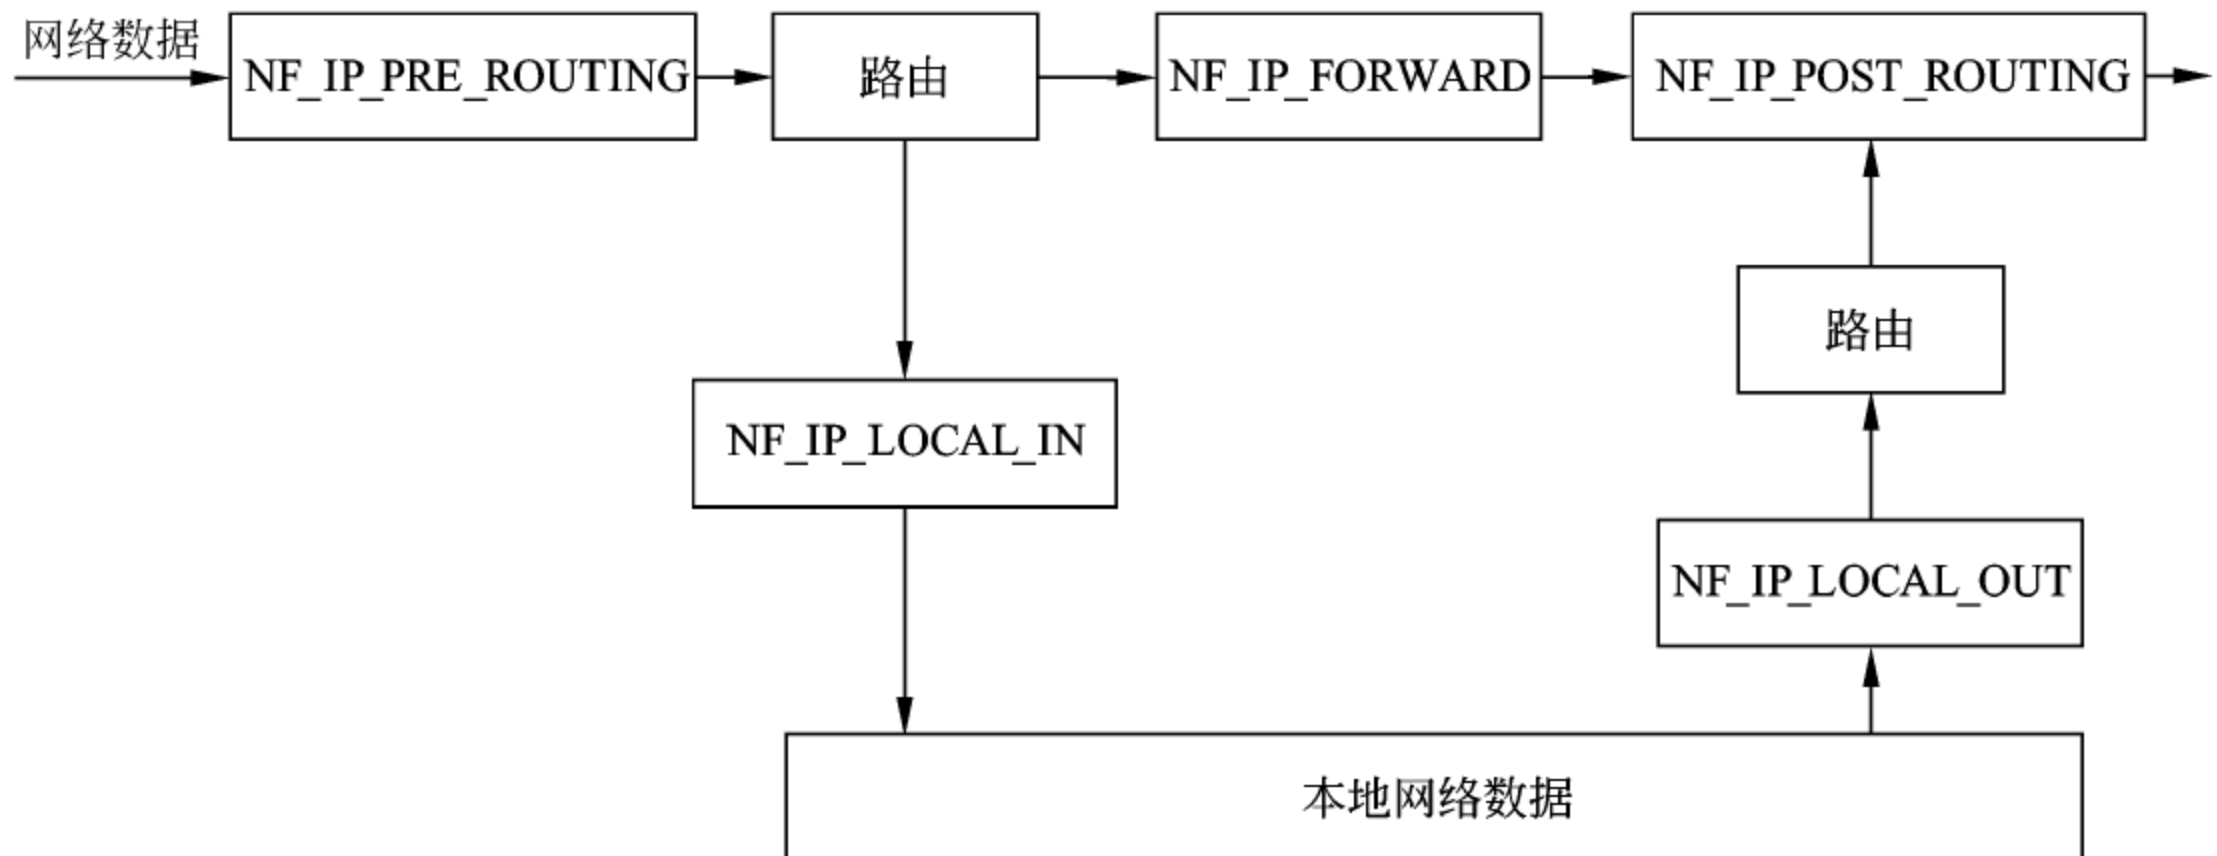 网络数据
NF_IP_PRE_ROUTING
路由
NF_IP_FORWARD
NF_IP_POST_ROUTING
路由
NF_IP_LOCAL_IN
NF_IP_LOCAL_OUT
本地网络数据